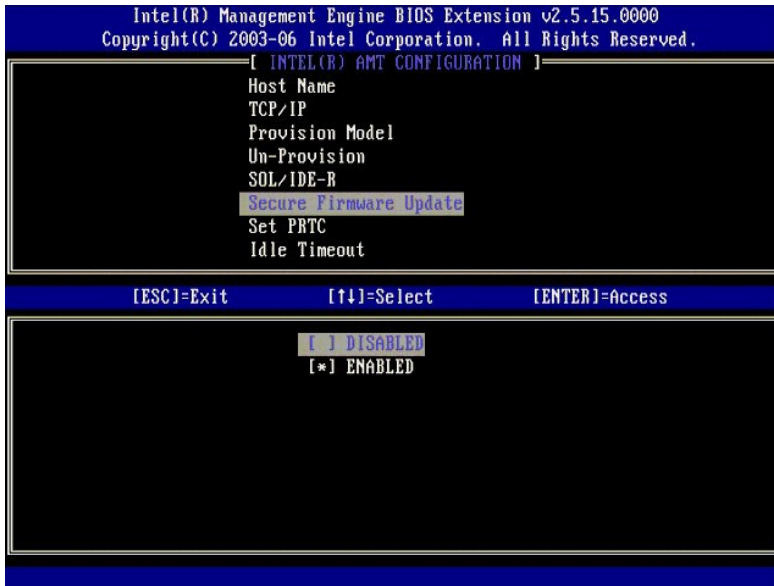 Intel(R) Management Engine BIOS Extension v2.5.15.0000
Copyright(C) 2003-06 Intel Corporation.  All Rights Reserved.
[ INTEL(R) AMT CONFIGURATION ]
Host Name
TCP/IP
Provision Model
Un-Provision
SOL/IDE-R
Secure Firmware Update
Set PRTC
Idle Timeout
[ESC]=Exit [↑↓]=Select [ENTER]=Access
[ ] DISABLED
[*] ENABLED